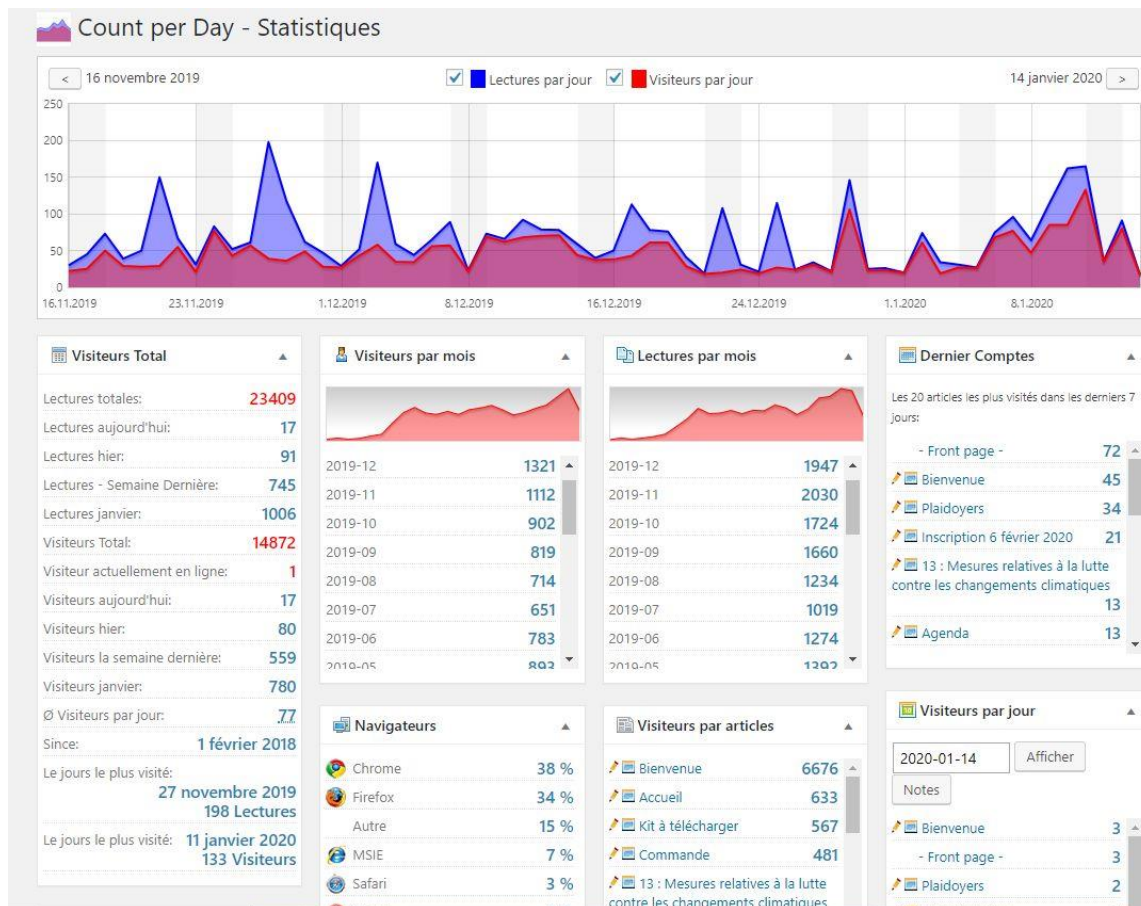 Count per Day - Statistiques
< 16 novembre 2019 Lectures par jour Visiteurs par jour 14 janvier 2020 >
250
200
150
100
50
0
16.11.2019 23.11.2019 1.12.2019 8.12.2019 16.12.2019 24.12.2019 1.1.2020 8.1.2020
Visiteurs Total
Lectures totales: 23409
Lectures aujourd'hui: 17
Lectures hier: 91
Lectures - Semaine Dernière: 745
Lectures janvier: 1006
Visiteurs Total: 14872
Visiteur actuellement en ligne: 1
Visiteurs aujourd'hui: 17
Visiteurs hier: 80
Visiteurs la semaine dernière: 559
Visiteurs janvier: 780
Ø Visiteurs par jour: 77
Since: 1 février 2018
Le jours le plus visité:
27 novembre 2019
198 Lectures
Le jours le plus visité: 11 janvier 2020
133 Visiteurs
Visiteurs par mois
2019-12 1321
2019-11 1112
2019-10 902
2019-09 819
2019-08 714
2019-07 651
2019-06 783
2019-05 893
Navigateurs
Chrome 38 %
Firefox 34 %
Autre 15 %
MSIE 7 %
Safari 3 %
Lectures par mois
2019-12 1947
2019-11 2030
2019-10 1724
2019-09 1660
2019-08 1234
2019-07 1019
2019-06 1274
2019-05 1392
Visiteurs par articles
Bienvenue 6676
Accueil 633
Kit à télécharger 567
Commande 481
13 : Mesures relatives à la lutte
contre les changements climatiques
Dernier Comptes
Les 20 articles les plus visités dans les derniers 7
jours:
- Front page - 72
Bienvenue 45
Plaidoyers 34
Inscription 6 février 2020 21
13 : Mesures relatives à la lutte
contre les changements climatiques
13
Agenda 13
Visiteurs par jour
2020-01-14 Afficher
Notes
Bienvenue 3
- Front page - 3
Plaidoyers 2